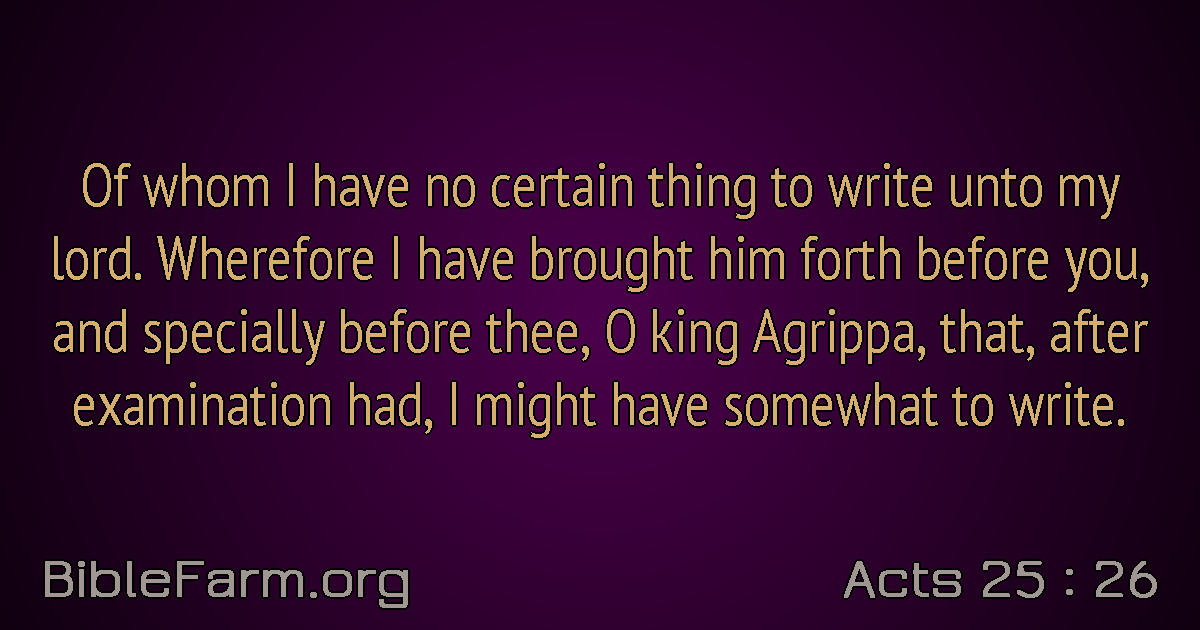 Of whom I have no certain thing to write unto my
lord. Wherefore I have brought him forth before you,
and specially before thee, O king Agrippa, that, after
examination had, I might have somewhat to write.
BibleFarm.org
Acts 25 : 26